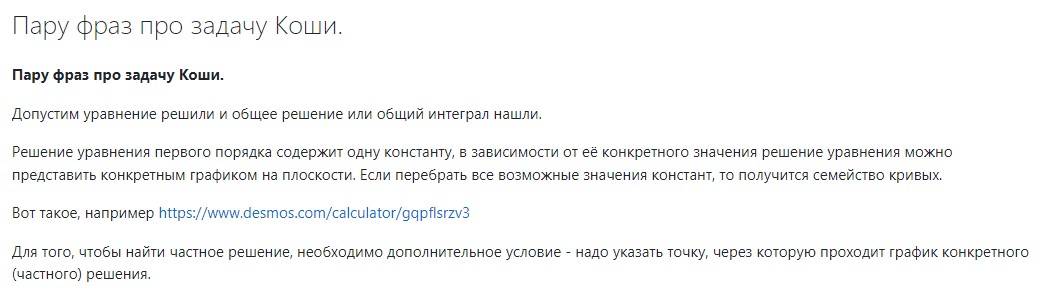 Пару фраз про задачу Коши.
Пару фраз про задачу Коши.
Допустим уравнение решили и общее решение или общий интеграл нашли.
Решение уравнения первого порядка содержит одну константу, в зависимости от её конкретного значения решение уравнения можно
представить конкретным графиком на плоскости. Если перебрать все возможные значения констант, то получится семейство кривых.
Вот такое, например https://www.desmos.com/calculator/gqpflsrzv3
Для того, чтобы найти частное решение, необходимо дополнительное условие - надо указать точку, через которую проходит график конкретного
(частного) решения.